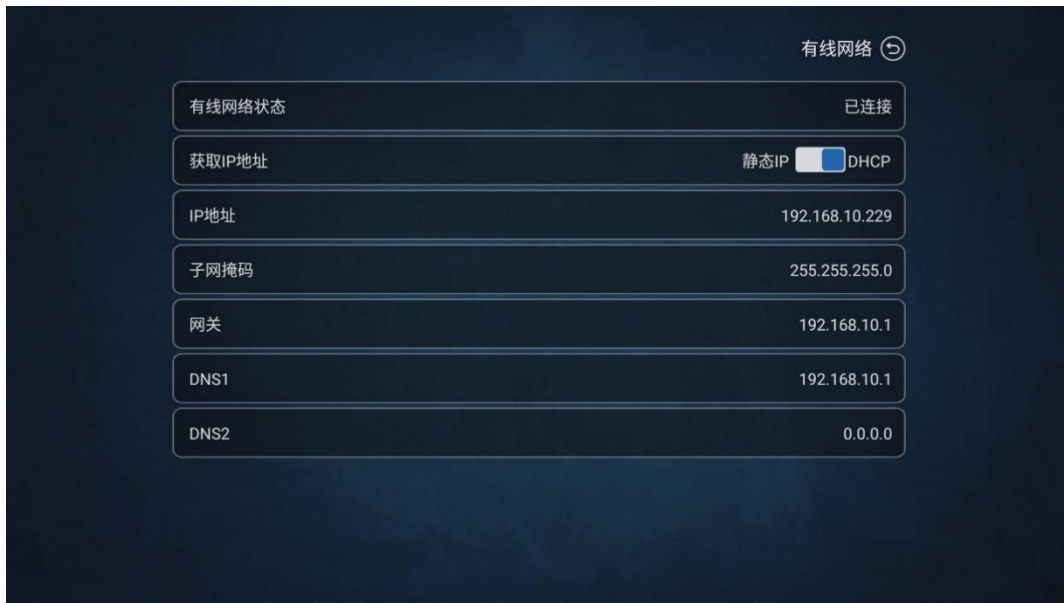 有线网络
有线网络状态 已连接
获取IP地址 静态IP DHCP
IP地址 192.168.10.229
子网掩码 255.255.255.0
网关 192.168.10.1
DNS1 192.168.10.1
DNS2 0.0.0.0